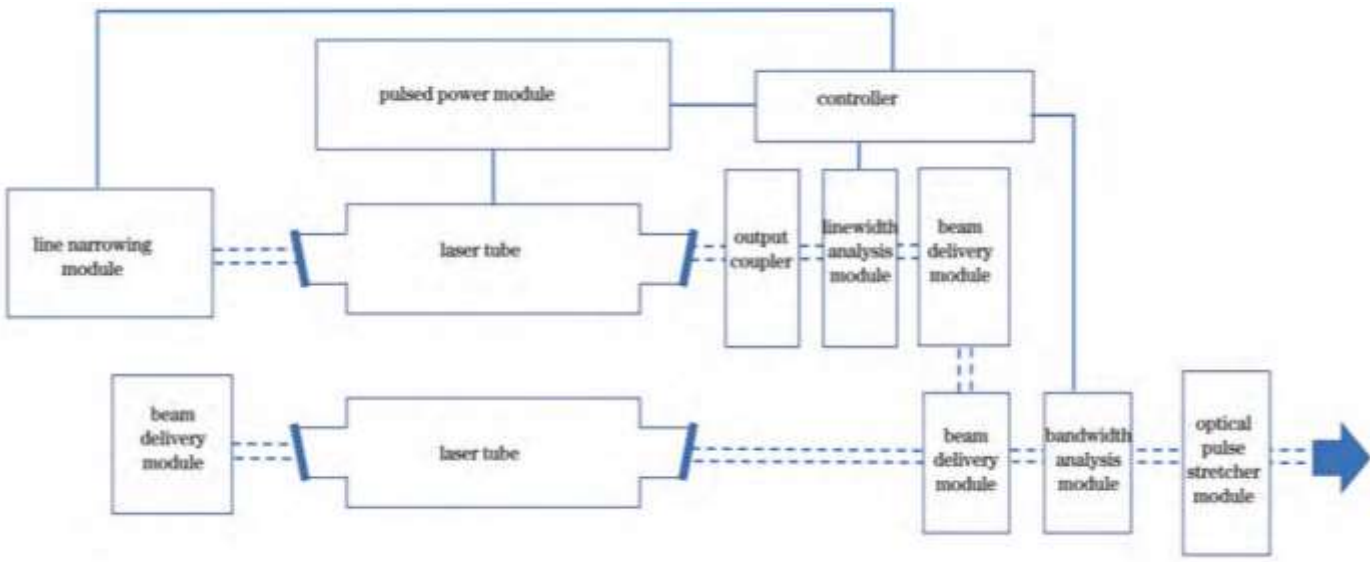 pulsed power module
controller
line narrowing
module
laser tube
output
coupler
linewidth
analysis
module
beam
delivery
module
beam
delivery
module
laser tube
beam
delivery
module
bandwidth
analysis
module
optical
pulse
stretcher
module